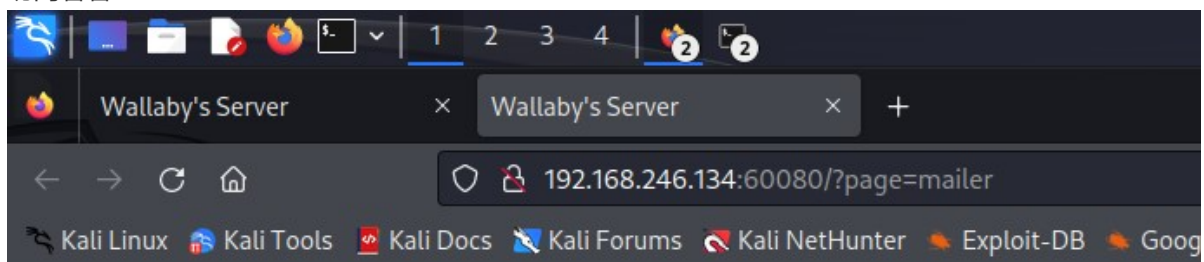 1 2 3 4 2 2
Wallaby's Server × Wallaby's Server × +
192.168.246.134:60080/?page=mailer
Kali Linux Kali Tools Kali Docs Kali Forums Kali NetHunter Exploit-DB Goog